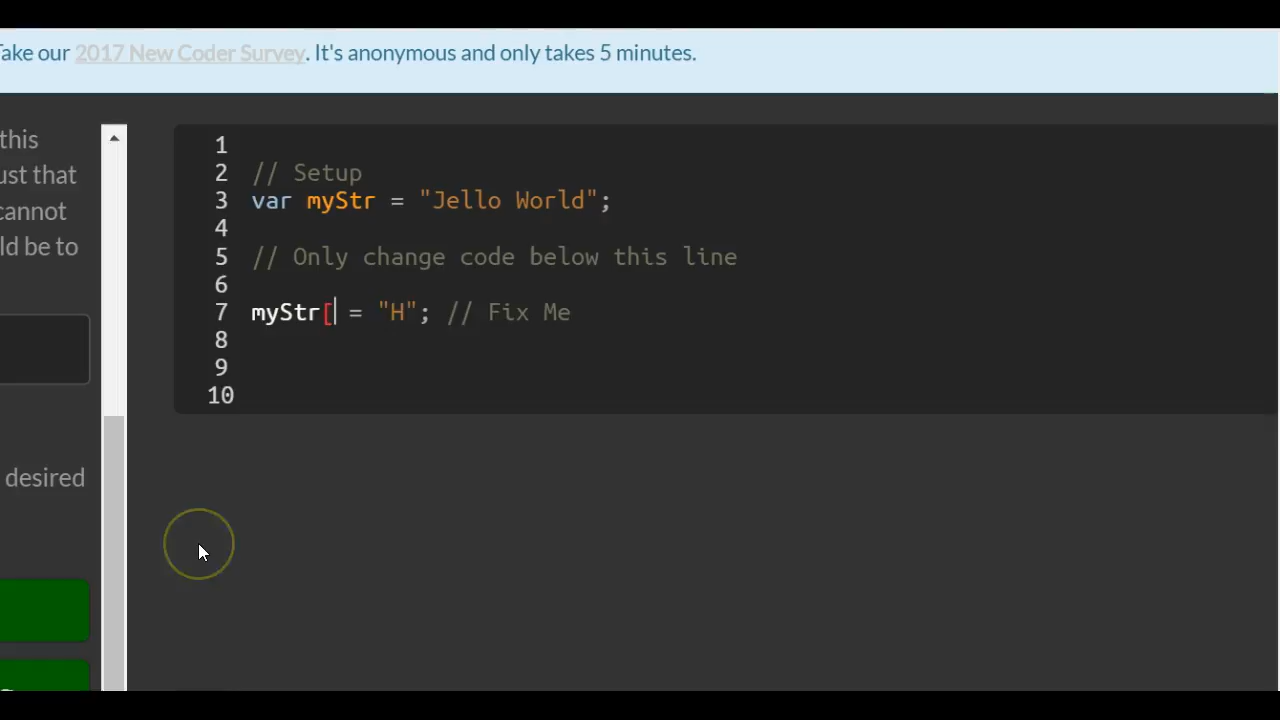 Take our 2017 New Coder Survey. It's anonymous and only takes 5 minutes.
this
ust that
cannot
ld be to
desired
1
2 // Setup
3 var myStr = "Jello World";
4
5 // Only change code below this line
6
7 myStr[ = "H"; // Fix Me
8
9
10